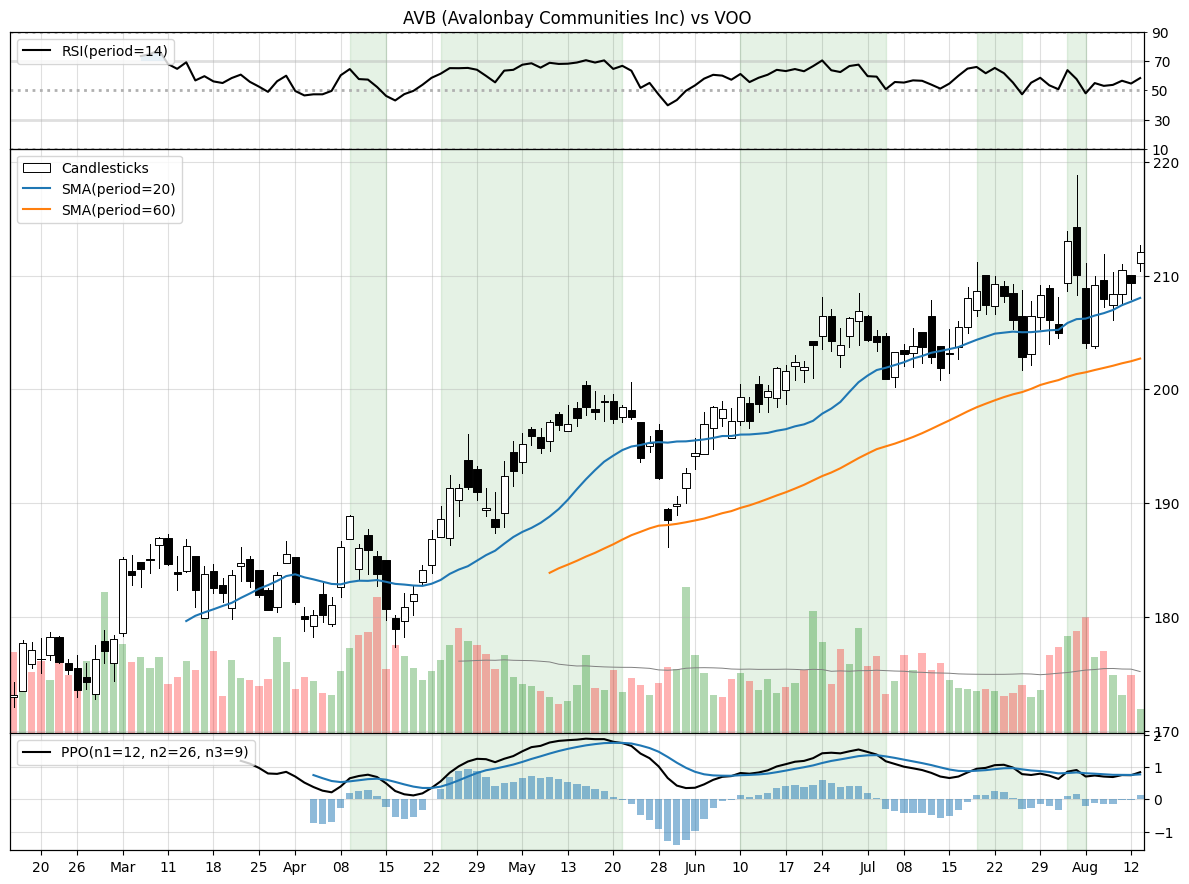 AVB (Avalonbay Communities Inc) vs VOO
RSI(period=14)
90
70
50
30
10
Candlesticks
SMA(period=20)
SMA(period=60)
220
210
200
190
180
170
PPO(n1=12, n2=26, n3=9)
2
1
0
−1
20 26 Mar 11 18 25 Apr 08 15 22 29 May 13 20 28 Jun 10 17 24 Jul 08 15 22 29 Aug 12